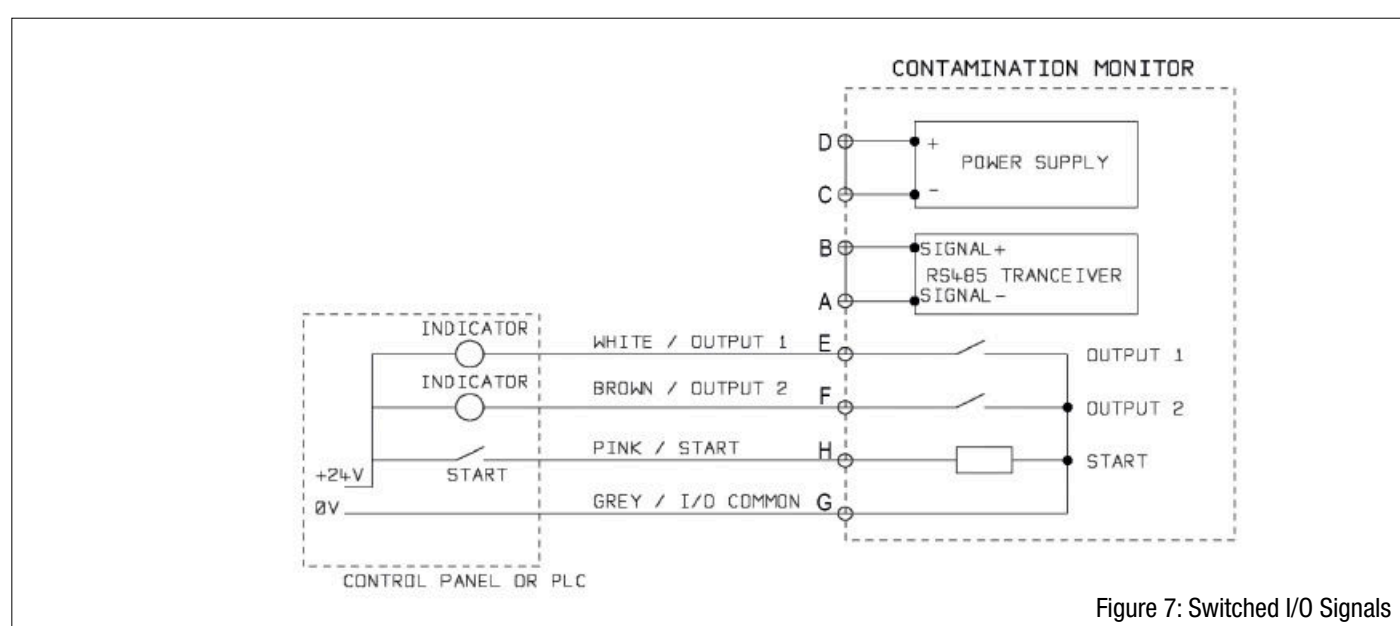 CONTAMINATION MONITOR
D
+
POWER SUPPLY
C
-
B
SIGNAL+
RS485 TRANCEIVER
A
SIGNAL-
INDICATOR
WHITE / OUTPUT 1
E
OUTPUT 1
INDICATOR
BROWN / OUTPUT 2
F
OUTPUT 2
PINK / START
H
START
+24V
START
0V
GREY / I/O COMMON
G
CONTROL PANEL OR PLC
Figure 7: Switched I/O Signals